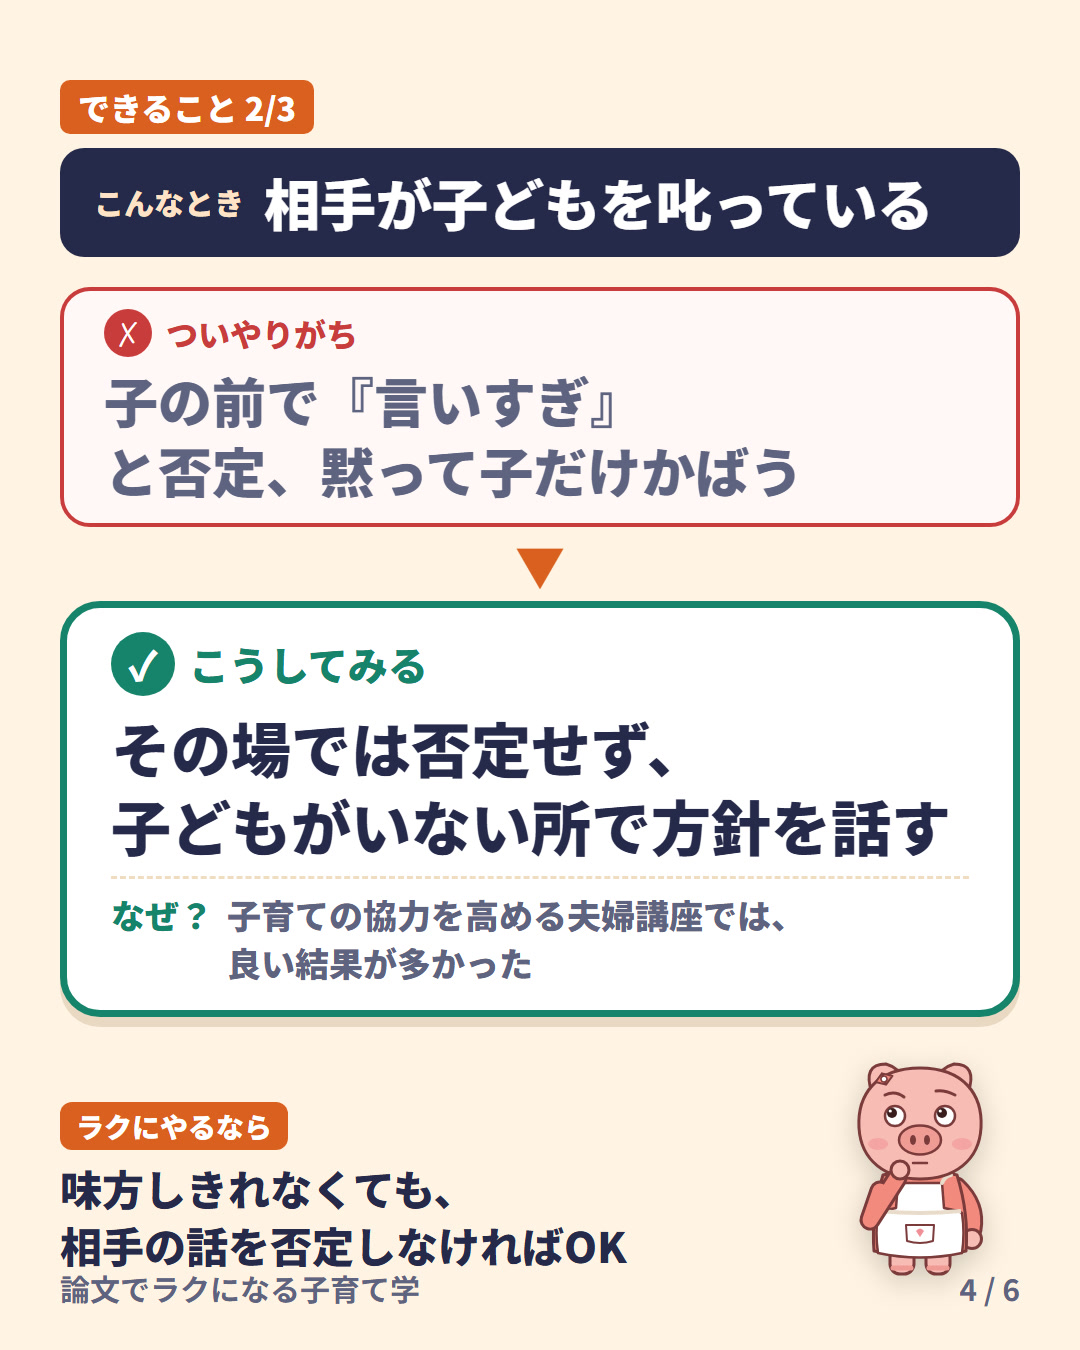 できること 2/3
こんなとき 相手が子どもを叱っている
✗ ついやりがち
子の前で『言いすぎ』
と否定、黙って子だけかばう
▼
✓ こうしてみる
その場では否定せず、
子どもがいない所で方針を話す
なぜ？ 子育ての協力を高める夫婦講座では、
良い結果が多かった
ラクにやるなら
味方しきれなくても、
相手の話を否定しなければOK
論文でラクになる子育て学
4 / 6